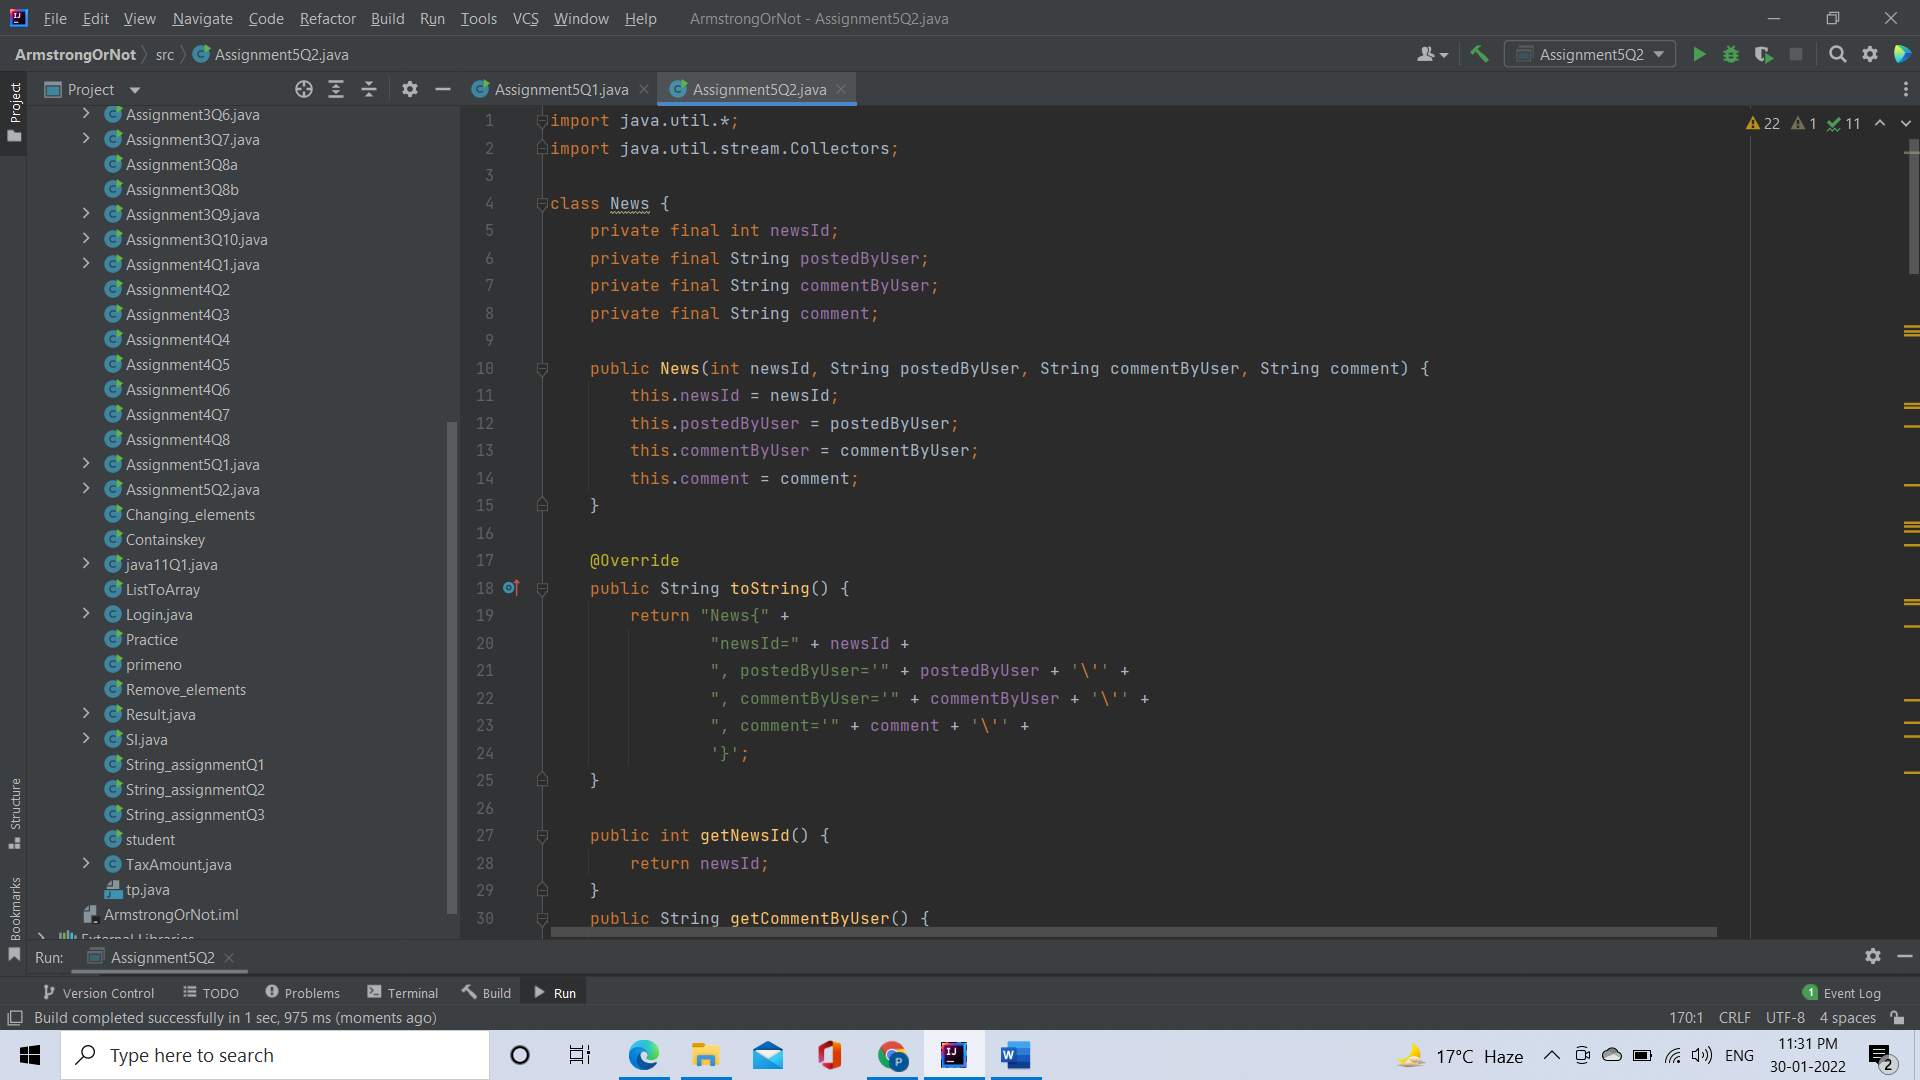 File Edit View Navigate Code Refactor Build Run Tools VCS Window Help ArmstrongOrNot - Assignment5Q2.java
ArmstrongOrNot src Assignment5Q2.java Assignment5Q2
Project
Project
Structure
Bookmarks
Assignment3Q6.java
Assignment3Q7.java
Assignment3Q8a
Assignment3Q8b
Assignment3Q9.java
Assignment3Q10.java
Assignment4Q1.java
Assignment4Q2
Assignment4Q3
Assignment4Q4
Assignment4Q5
Assignment4Q6
Assignment4Q7
Assignment4Q8
Assignment5Q1.java
Assignment5Q2.java
Changing_elements
Containskey
java11Q1.java
ListToArray
Login.java
Practice
primeno
Remove_elements
Result.java
SI.java
String_assignmentQ1
String_assignmentQ2
String_assignmentQ3
student
TaxAmount.java
tp.java
ArmstrongOrNot.iml
External Libraries
Assignment5Q1.java Assignment5Q2.java
22 1 11
1 import java.util.*;
2 import java.util.stream.Collectors;
3
4 class News {
5 private final int newsId;
6 private final String postedByUser;
7 private final String commentByUser;
8 private final String comment;
9
10 public News(int newsId, String postedByUser, String commentByUser, String comment) {
11 this.newsId = newsId;
12 this.postedByUser = postedByUser;
13 this.commentByUser = commentByUser;
14 this.comment = comment;
15 }
16
17 @Override
18 public String toString() {
19 return "News{" +
20 "newsId=" + newsId +
21 ", postedByUser='" + postedByUser + '\'' +
22 ", commentByUser='" + commentByUser + '\'' +
23 ", comment='" + comment + '\'' +
24 '}';
25 }
26
27 public int getNewsId() {
28 return newsId;
29 }
30 public String getCommentByUser() {
Run: Assignment5Q2
Version Control TODO Problems Terminal Build Run 1 Event Log
Build completed successfully in 1 sec, 975 ms (moments ago) 170:1 CRLF UTF-8 4 spaces
Type here to search 17°C Haze ENG 11:31 PM
30-01-2022 2